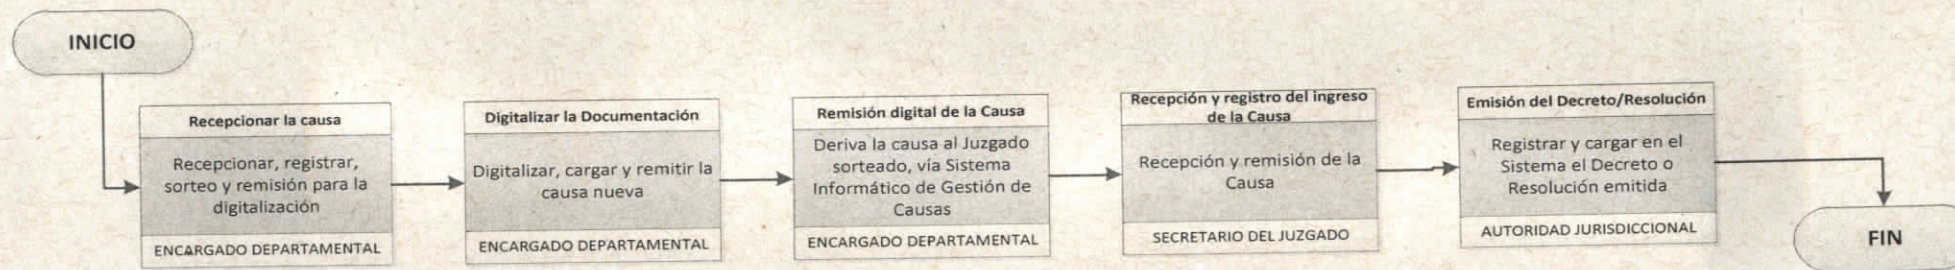 INICIO
Recepcionar la causa
Recepcionar, registrar,
sorteo y remisión para la
digitalización
ENCARGADO DEPARTAMENTAL
Digitalizar la Documentación
Digitalizar, cargar y remitir la
causa nueva
ENCARGADO DEPARTAMENTAL
Remisión digital de la Causa
Deriva la causa al Juzgado
sorteado, vía Sistema
Informático de Gestión de
Causas
ENCARGADO DEPARTAMENTAL
Recepción y registro del ingreso
de la Causa
Recepción y remisión de la
Causa
SECRETARIO DEL JUZGADO
Emisión del Decreto/Resolución
Registrar y cargar en el
Sistema el Decreto o
Resolución emitida
AUTORIDAD JURISDICCIONAL
FIN